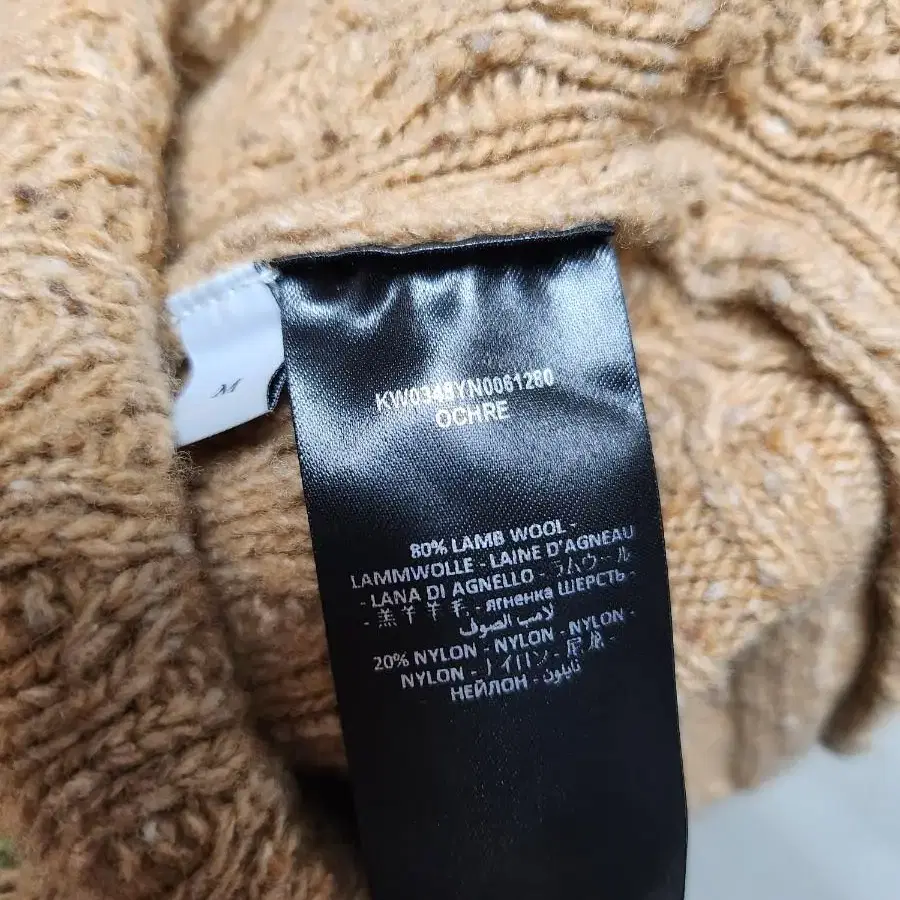 M
KW0348YN0061280
OCHRE
80% LAMB WOOL -
LAMMWOLLE - LAINE D'AGNEAU
- LANA DI AGNELLO - ラムウール
- 羔羊羊毛 - ягненка ШЕРСТЬ -
لامب الصوف
20% NYLON - NYLON - NYLON -
NYLON - ナイロン - 尼龙 -
НЕЙЛОН - نايلون